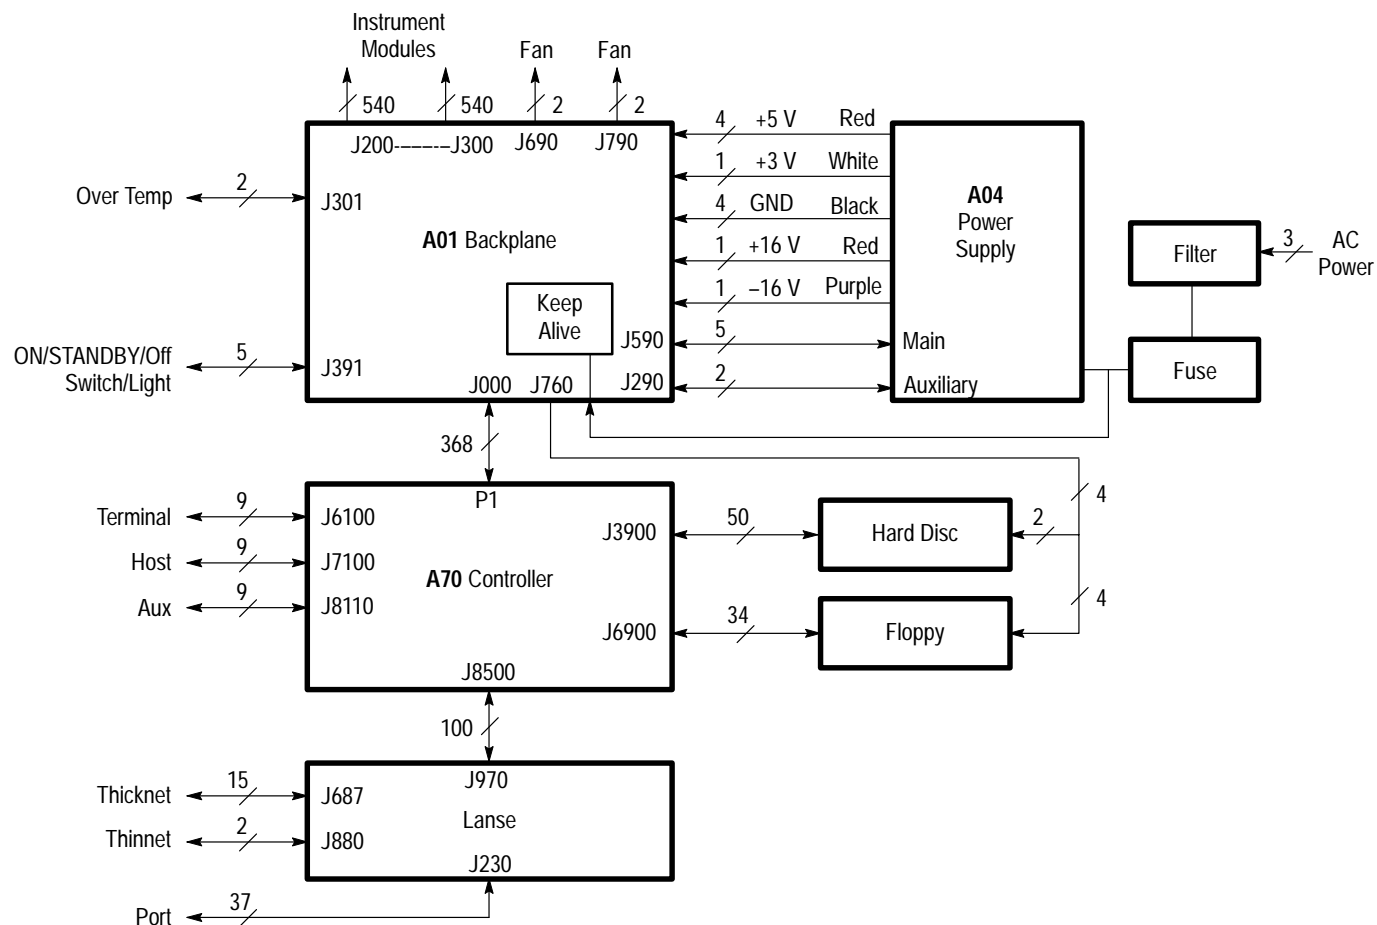 Instrument
Modules
Fan
Fan
540
540
2
2
J200
J300
J690
J790
4
+5 V
Red
1
+3 V
White
4
GND
Black
1
+16 V
Red
1
–16 V
Purple
A04
Power
Supply
Over Temp
2
J301
A01 Backplane
Keep
Alive
Filter
3
AC
Power
ON/STANDBY/Off
Switch/Light
5
J391
J590
5
Main
J290
2
Auxiliary
Fuse
J000
J760
368
P1
4
Terminal
9
J6100
J3900
50
Hard Disc
2
Host
9
J7100
A70 Controller
Aux
9
J8110
4
J6900
34
Floppy
J8500
100
J970
Thicknet
15
J687
Lanse
Thinnet
2
J880
J230
Port
37